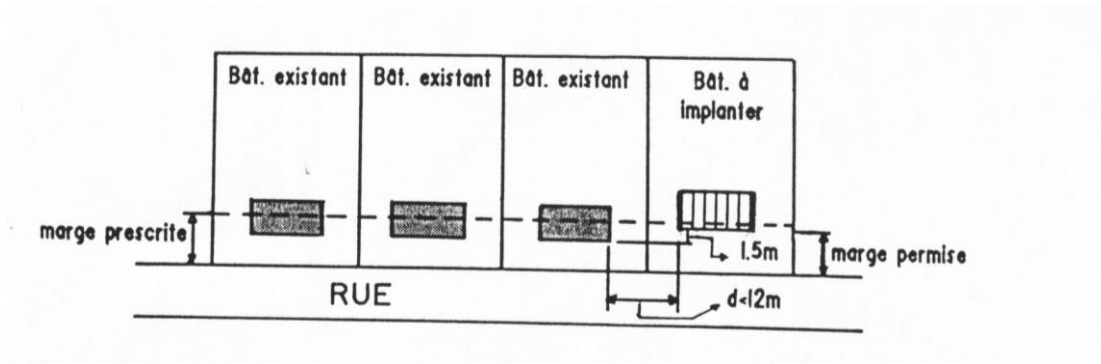 Bât. existant
Bât. existant
Bât. existant
Bât. à
implanter
marge prescrite
1.5m
marge permise
RUE
d<12m